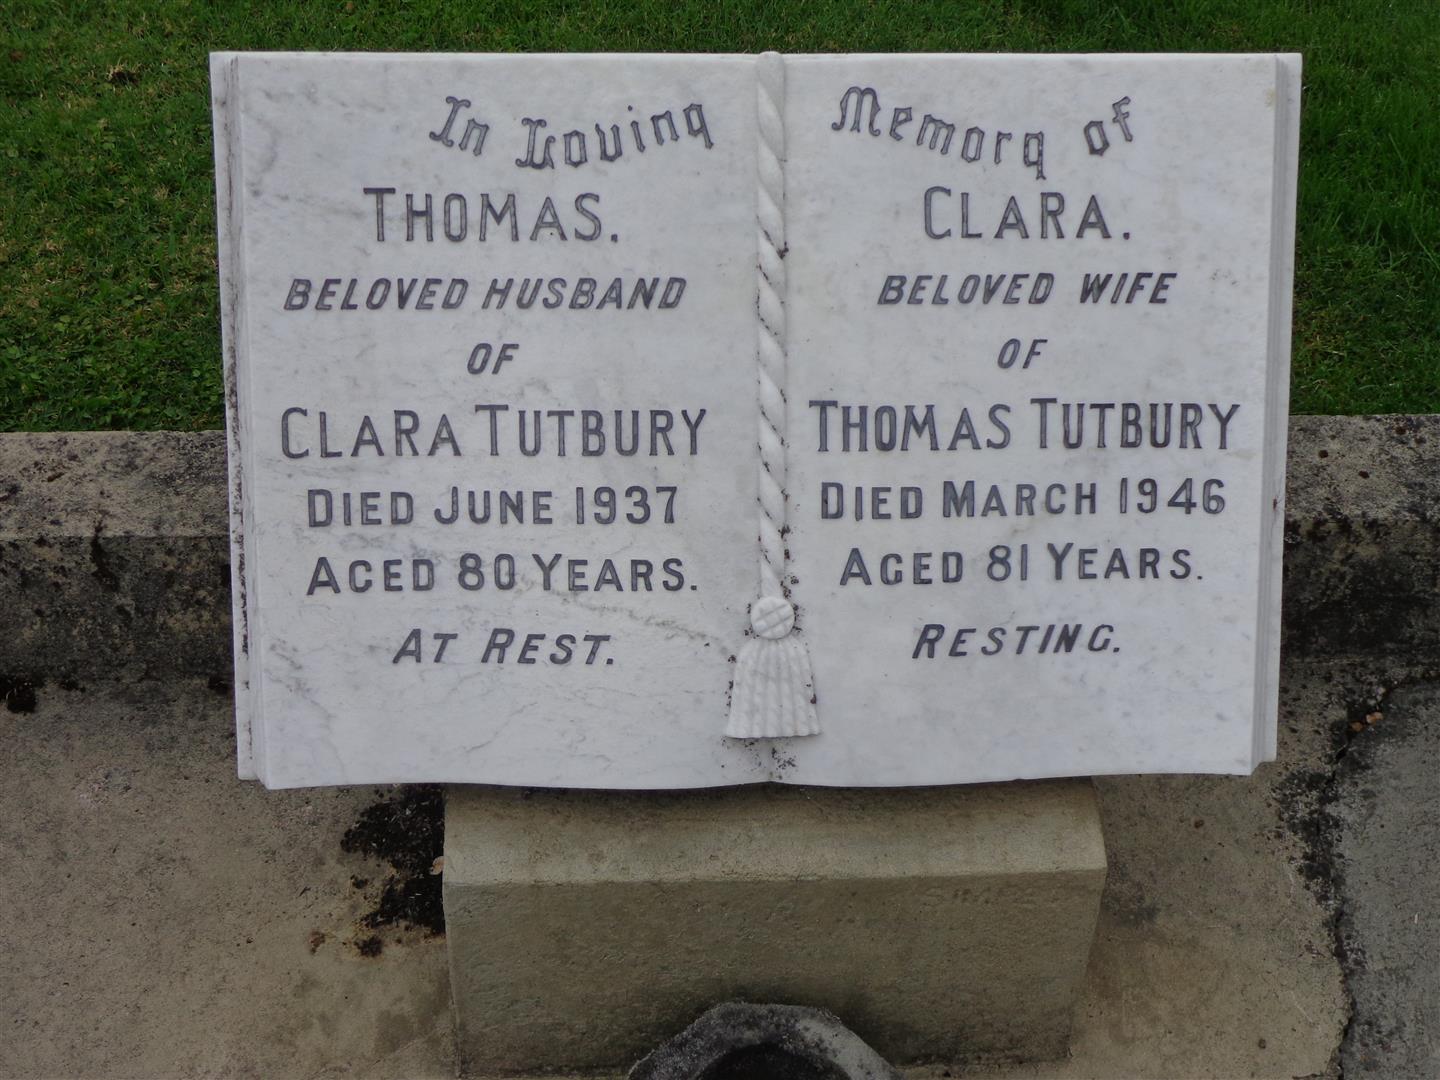 In Loving Memory of
THOMAS.
BELOVED HUSBAND
OF
CLARA TUTBURY
DIED JUNE 1937
AGED 80 YEARS.
AT REST.
CLARA.
BELOVED WIFE
OF
THOMAS TUTBURY
DIED MARCH 1946
AGED 81 YEARS.
RESTING.